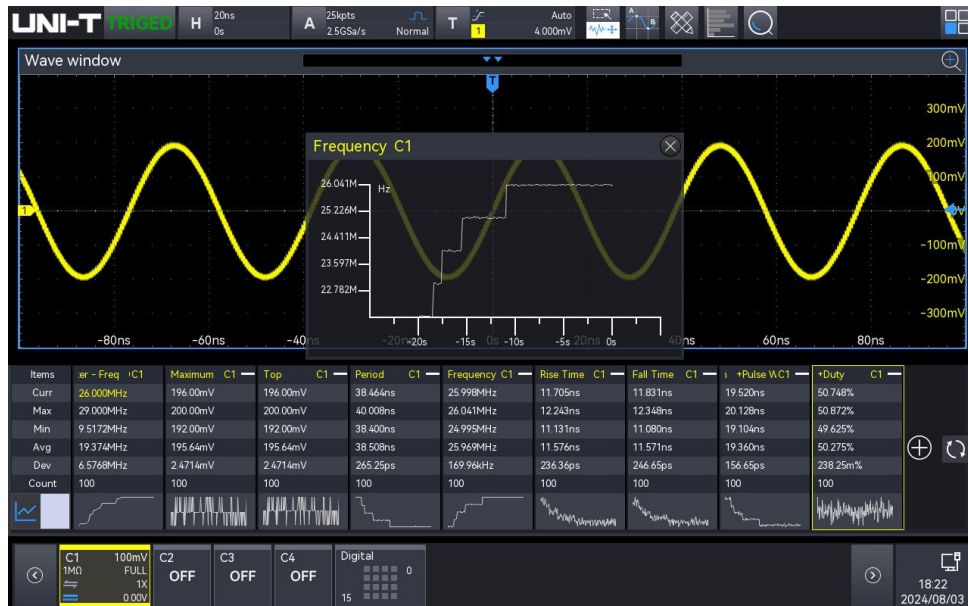 UNI-T TRIGED H 20ns 0s A 25kpts 2.5GSa/s Normal T 1 Auto 4.000mV A B
Wave window
T
300mV
200mV
100mV
0V
-100mV
-200mV
-300mV
1
Frequency C1
Hz
26.041M
25.226M
24.411M
23.597M
22.782M
-20s -15s -10s -5s 0s
-80ns -60ns -40ns -20ns 0s 20ns 40ns 60ns 80ns
Items er - Freq C1 Maximum C1 Top C1 Period C1 Frequency C1 Rise Time C1 Fall Time C1 +Pulse W C1 +Duty C1
Curr 26.000MHz 196.00mV 196.00mV 38.464ns 25.998MHz 11.705ns 11.831ns 19.520ns 50.748%
Max 29.000MHz 200.00mV 200.00mV 40.008ns 26.041MHz 12.243ns 12.348ns 20.128ns 50.872%
Min 9.5172MHz 192.00mV 192.00mV 38.400ns 24.995MHz 11.131ns 11.080ns 19.104ns 49.625%
Avg 19.374MHz 195.64mV 195.64mV 38.508ns 25.969MHz 11.576ns 11.571ns 19.360ns 50.275%
Dev 6.5768MHz 2.4714mV 2.4714mV 265.25ps 169.96kHz 236.36ps 246.65ps 156.65ps 238.25m%
Count 100 100 100 100 100 100 100 100 100
C1 100mV
1MΩ FULL
1X
0.00V
C2
OFF
C3
OFF
C4
OFF
Digital
0
15
18:22
2024/08/03